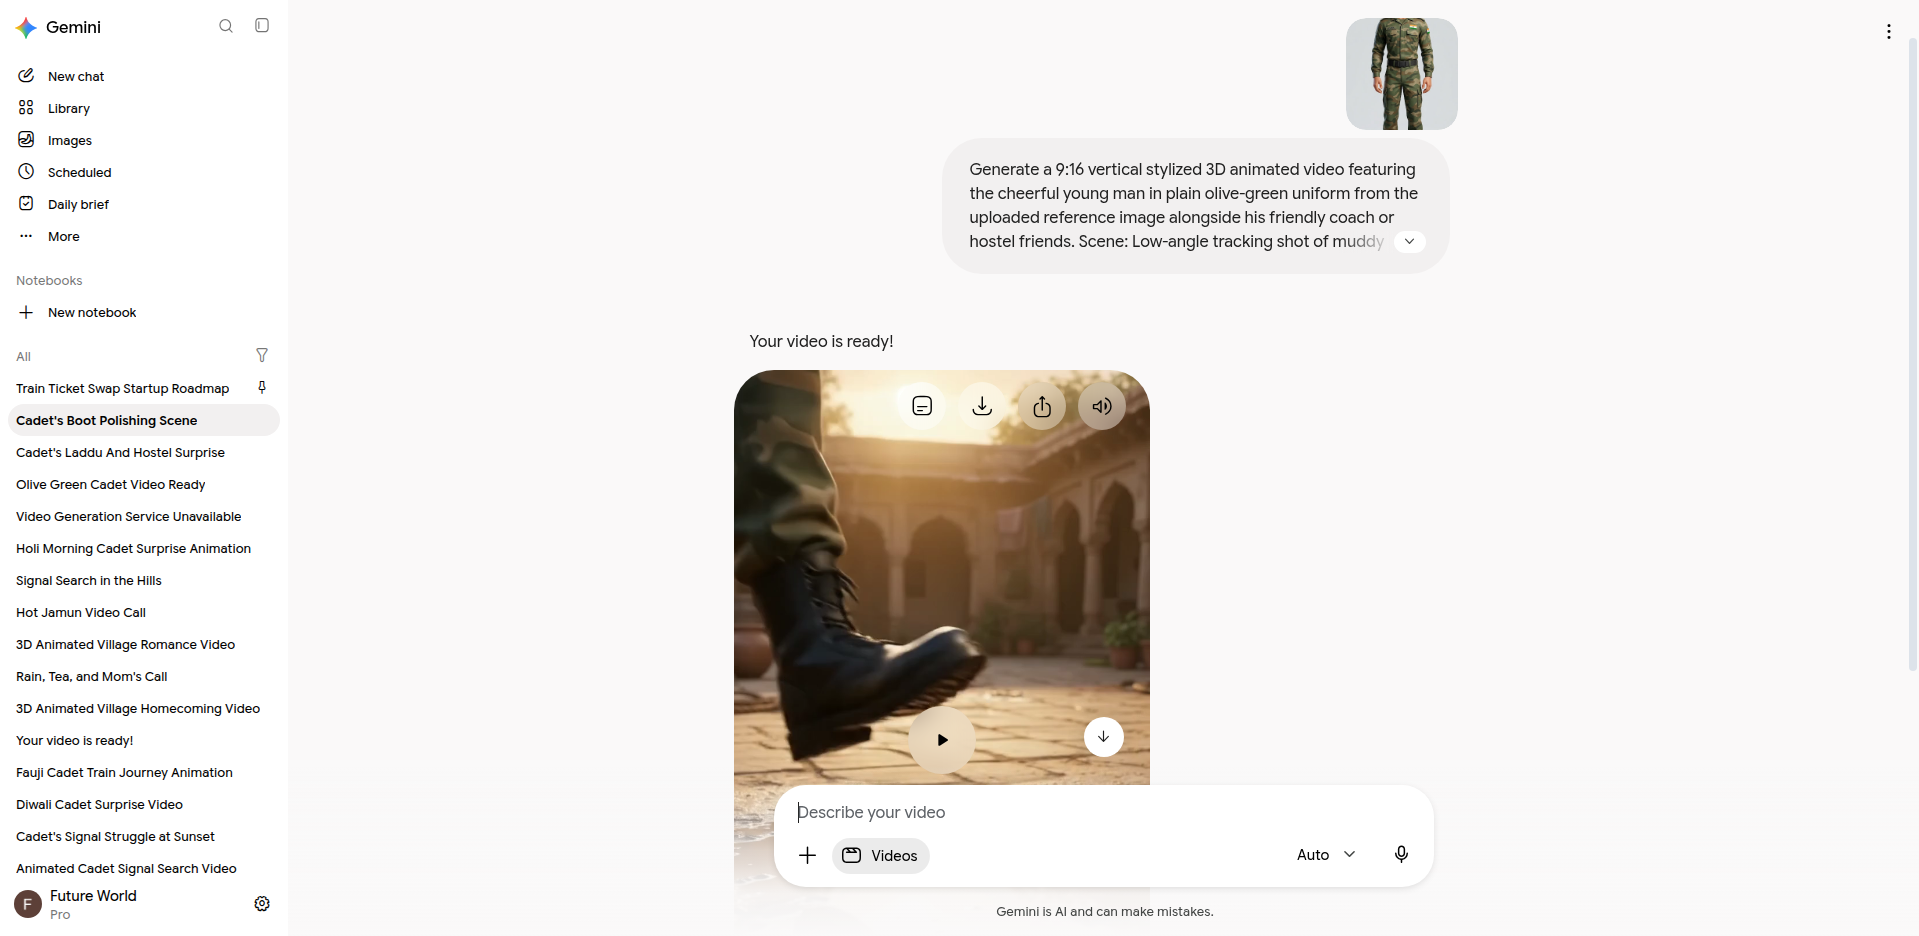 Gemini
New chat
Library
Images
Scheduled
Daily brief
More
Notebooks
New notebook
All
Train Ticket Swap Startup Roadmap
Cadet's Boot Polishing Scene
Cadet's Laddu And Hostel Surprise
Olive Green Cadet Video Ready
Video Generation Service Unavailable
Holi Morning Cadet Surprise Animation
Signal Search in the Hills
Hot Jamun Video Call
3D Animated Village Romance Video
Rain, Tea, and Mom's Call
3D Animated Village Homecoming Video
Your video is ready!
Fauji Cadet Train Journey Animation
Diwali Cadet Surprise Video
Cadet's Signal Struggle at Sunset
Animated Cadet Signal Search Video
F
Future World
Pro
Generate a 9:16 vertical stylized 3D animated video featuring
the cheerful young man in plain olive-green uniform from the
uploaded reference image alongside his friendly coach or
hostel friends. Scene: Low-angle tracking shot of muddy
Your video is ready!
Describe your video
Videos
Auto
Gemini is AI and can make mistakes.